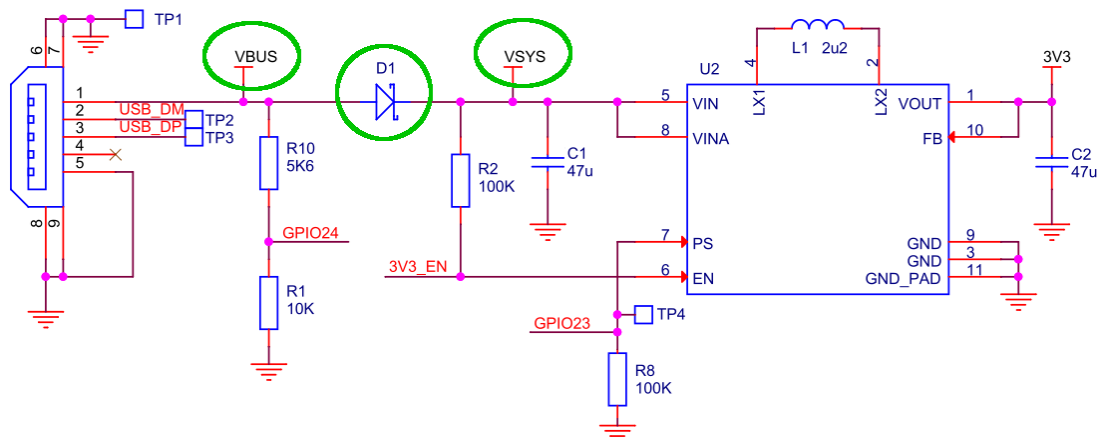 TP1
6
7
VBUS
D1
VSYS
L1 2u2
4
2
U2
3V3
LX1
LX2
1
USB_DM
2
TP2
USB_DP
3
TP3
4
5
5
VIN
VOUT
1
8
VINA
FB
10
R10
5K6
R2
100K
C1
47u
C2
47u
8
9
GPIO24
7
PS
GND
9
3V3_EN
GND
3
6
EN
GND_PAD
11
R1
10K
TP4
GPIO23
R8
100K